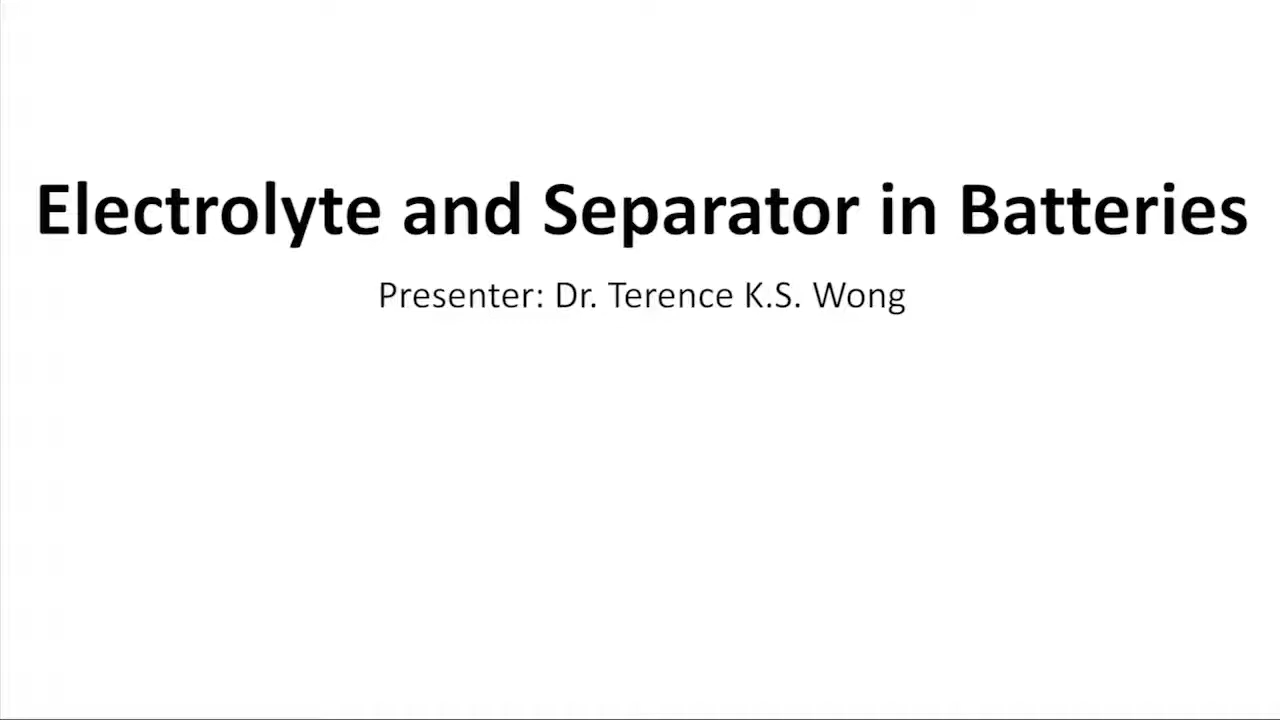 Electrolyte and Separator in Batteries
Presenter: Dr. Terence K.S. Wong